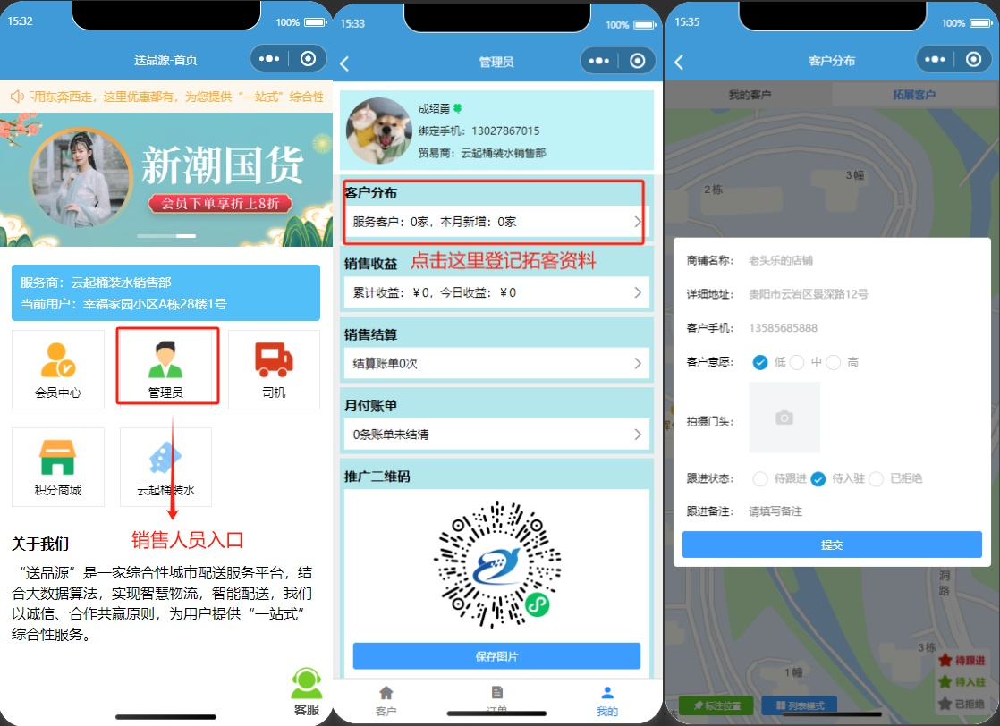 15:32
100%
送品源-首页
不用东奔西走，这里优惠都有，为您提供“一站式”综合性
新潮国货
会员下单享折上8折
服务商：云起桶装水销售部
当前用户：幸福家园小区A栋28楼1号
会员中心
管理员
司机
积分商城
云起桶装水
销售人员入口
关于我们
“送品源”是一家综合性城市配送服务平台，结
合大数据算法，实现智慧物流，智能配送，我们
以诚信、合作共赢原则，为用户提供“一站式”
综合性服务。
客服
15:33
100%
管理员
成绍勇
绑定手机：13027867015
贸易商：云起桶装水销售部
客户分布
服务客户：0家，本月新增：0家
销售收益
点击这里登记拓客资料
累计收益：￥0，今日收益：￥0
销售结算
结算账单0次
月付账单
0条账单未结清
推广二维码
保存图片
客户
订单
我的
15:35
100%
客户分布
我的客户
拓展客户
3幢
2栋
商铺名称：
老头乐的店铺
详细地址：
贵阳市云岩区景深路12号
客户手机：
13585685888
客户意愿：
低
中
高
拍摄门头：
跟进状态：
待跟进
待入驻
已拒绝
跟进备注：
请填写备注
提交
洞
路
3栋
1幢
待跟进
待入驻
已拒绝
标注位置
列表模式